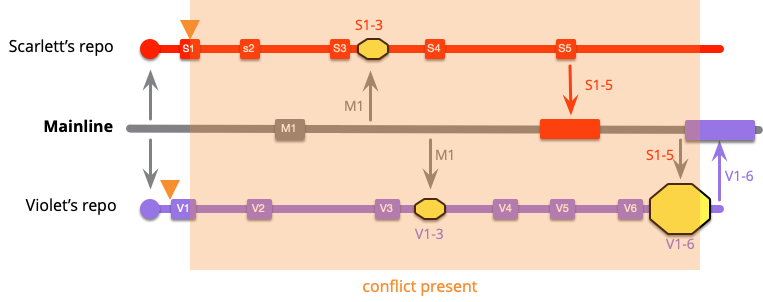 S1-3
Scarlett's repo
S1 s2 S3 S4 S5
S1-5
M1
Mainline
M1
M1
S1-5
V1-6
Violet's repo
V1 V2 V3 V4 V5 V6
V1-3
V1-6
conflict present